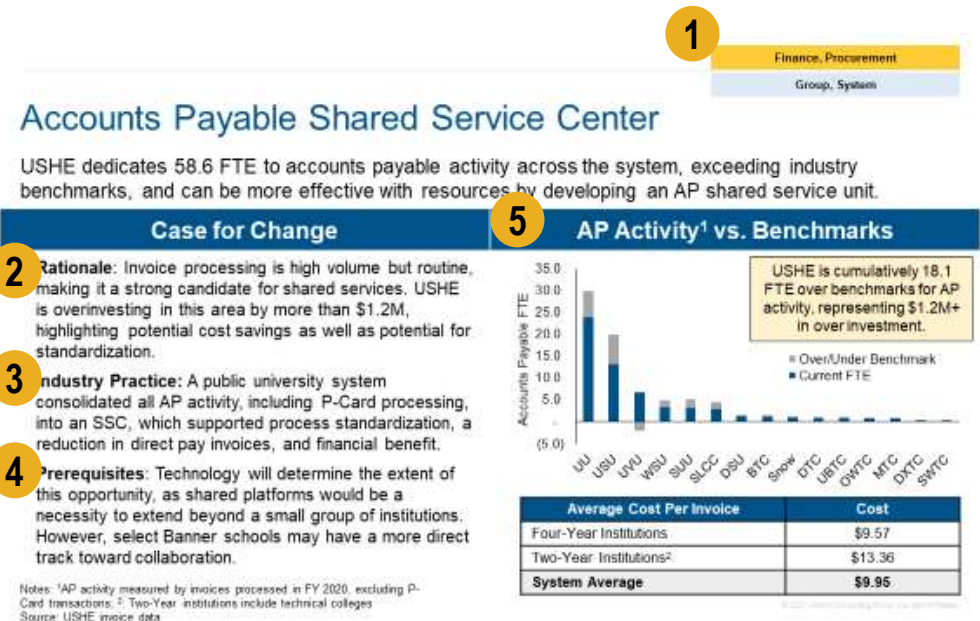 1
Finance, Procurement
Group, System
Accounts Payable Shared Service Center
USHE dedicates 58.6 FTE to accounts payable activity across the system, exceeding industry
benchmarks, and can be more effective with resources by developing an AP shared service unit.
Case for Change
2
Rationale: Invoice processing is high volume but routine,
making it a strong candidate for shared services. USHE
is overinvesting in this area by more than $1.2M,
highlighting potential cost savings as well as potential for
standardization.
3
Industry Practice: A public university system
consolidated all AP activity, including P-Card processing,
into an SSC, which supported process standardization, a
reduction in direct pay invoices, and financial benefit.
4
Prerequisites: Technology will determine the extent of
this opportunity, as shared platforms would be a
necessity to extend beyond a small group of institutions.
However, select Banner schools may have a more direct
track toward collaboration.
Notes: ¹AP activity measured by invoices processed in FY 2020, excluding P-
Card transactions; ²: Two-Year institutions include technical colleges
Source: USHE invoice data
5
AP Activity¹ vs. Benchmarks
USHE is cumulatively 18.1
FTE over benchmarks for AP
activity, representing $1.2M+
in over investment.
Over/Under Benchmark
Current FTE
Accounts Payable FTE
35.0
30.0
25.0
20.0
15.0
10.0
5.0
-
(5.0)
UU USU UVU WSU SUU SLCC DSU BTC Snow DTC UBTC OWTC MTC DXTC SWTC
Average Cost Per Invoice Cost
Four-Year Institutions $9.57
Two-Year Institutions² $13.36
System Average $9.95